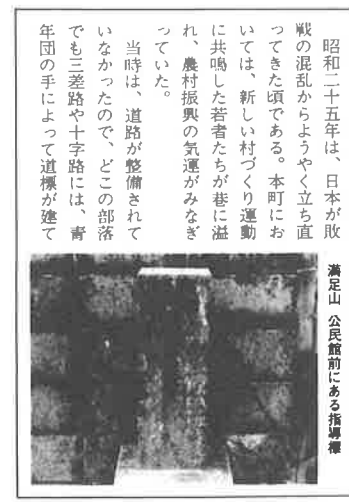 昭和二十五年は、日本が敗
戦の混乱からようやく立ち直
ってきた頃である。本町にお
いては、新しい村づくり運動
に共鳴した若者たちが巷に溢
れ、農村振興の気運がみなぎ
っていた。
当時は、道路が整備されて
いなかったので、どこの部落
でも三差路や十字路には、青
年団の手によって道標が建て
満足山 公民館前にある指導標